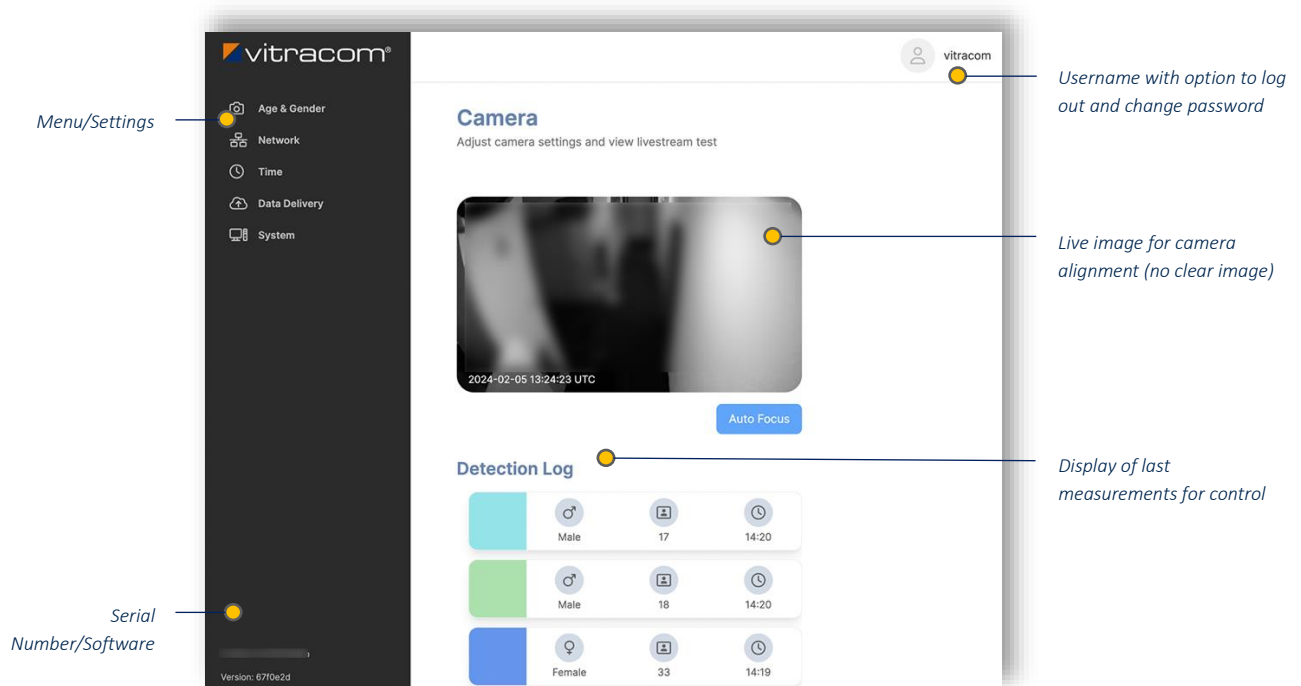 vitracom®
vitracom
Username with option to log
out and change password
Menu/Settings
Age & Gender
Network
Time
Data Delivery
System
Camera
Adjust camera settings and view livestream test
2024-02-05 13:24:23 UTC
Live image for camera
alignment (no clear image)
Auto Focus
Detection Log
Display of last
measurements for control
Male 17 14:20
Male 18 14:20
Female 33 14:19
Serial
Number/Software
Version: 67f0e2d